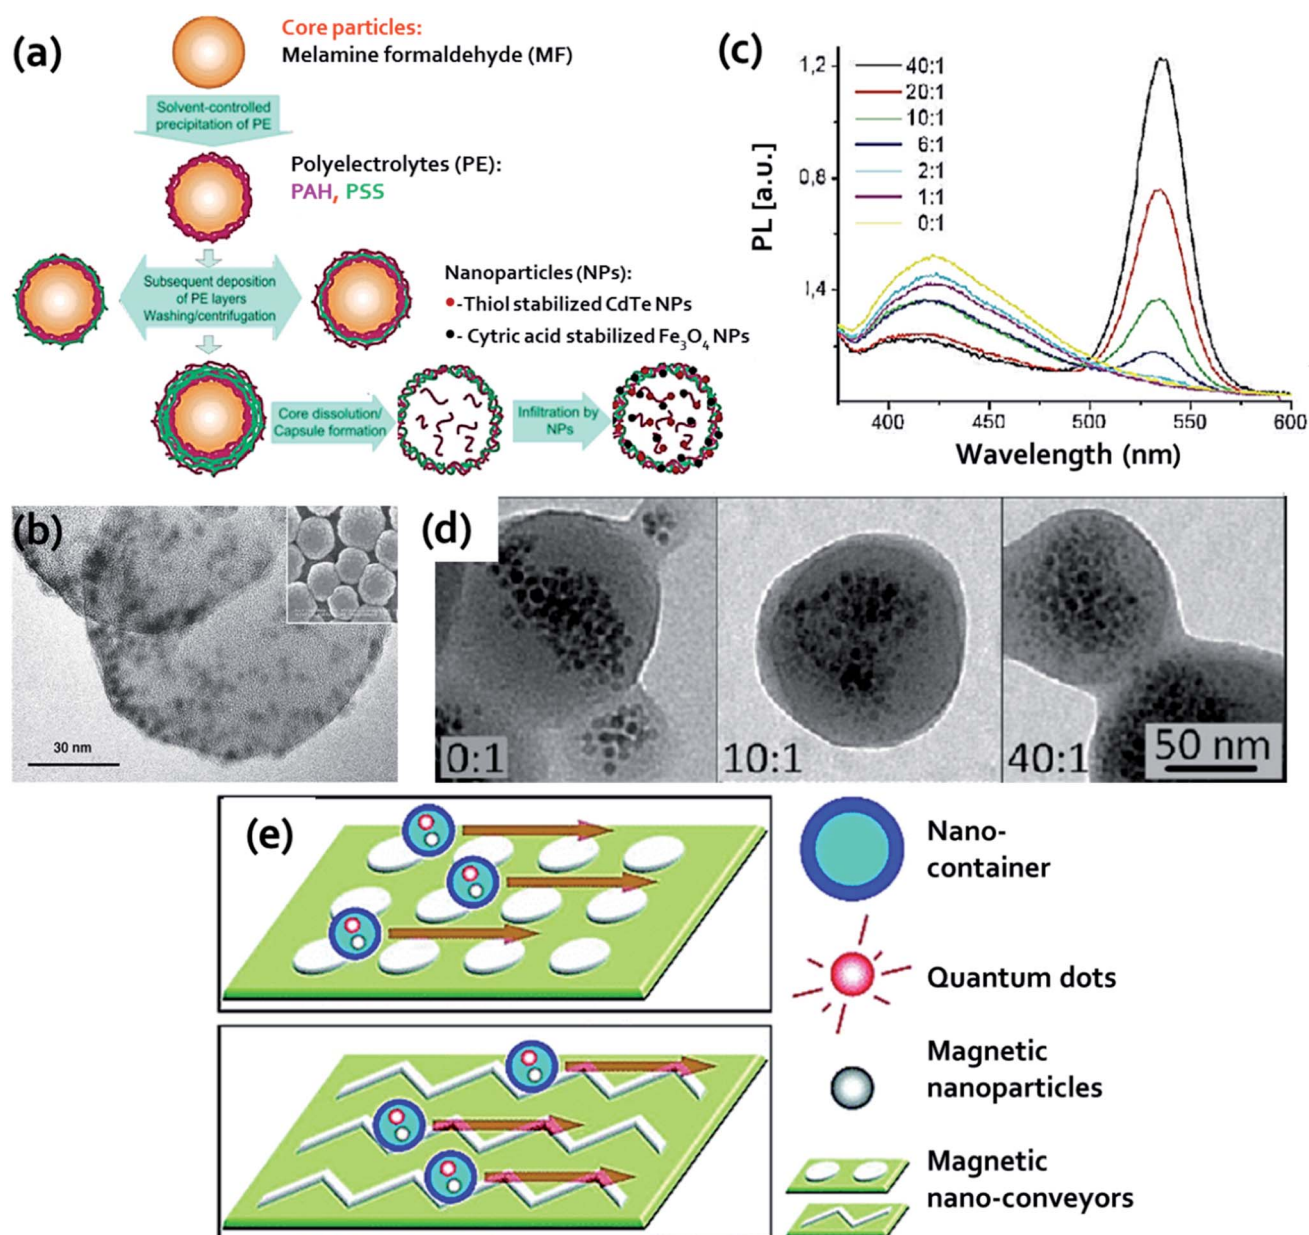 (a)
Core particles:
Melamine formaldehyde (MF)
Solvent-controlled
precipitation of PE
Polyelectrolytes (PE):
PAH, PSS
Subsequent deposition
of PE layers
Washing/centrifugation
Nanoparticles (NPs):
-Thiol stabilized CdTe NPs
- Cytric acid stabilized Fe3O4 NPs
Core dissolution/
Capsule formation
Infiltration by
NPs
(c)
40:1
20:1
10:1
6:1
2:1
1:1
0:1
1,2
0,8
1,4
PL [a.u.]
400 450 500 550 600
Wavelength (nm)
(b)
30 nm
(d)
0:1
10:1
40:1
50 nm
(e)
Nano-
container
Quantum dots
Magnetic
nanoparticles
Magnetic
nano-conveyors